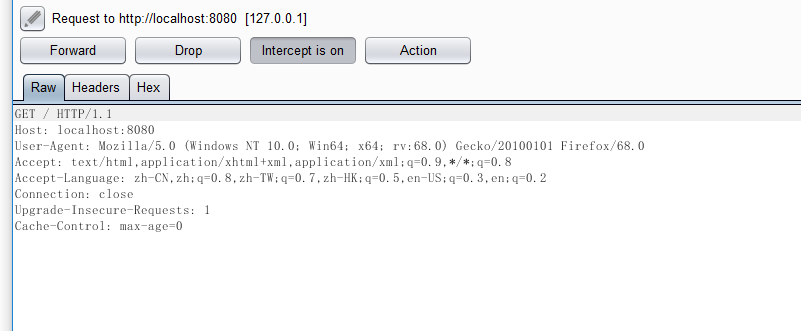 Request to http://localhost:8080 [127.0.0.1]
Forward Drop Intercept is on Action
Raw Headers Hex
GET / HTTP/1.1
Host: localhost:8080
User-Agent: Mozilla/5.0 (Windows NT 10.0; Win64; x64; rv:68.0) Gecko/20100101 Firefox/68.0
Accept: text/html,application/xhtml+xml,application/xml;q=0.9,*/*;q=0.8
Accept-Language: zh-CN,zh;q=0.8,zh-TW;q=0.7,zh-HK;q=0.5,en-US;q=0.3,en;q=0.2
Connection: close
Upgrade-Insecure-Requests: 1
Cache-Control: max-age=0